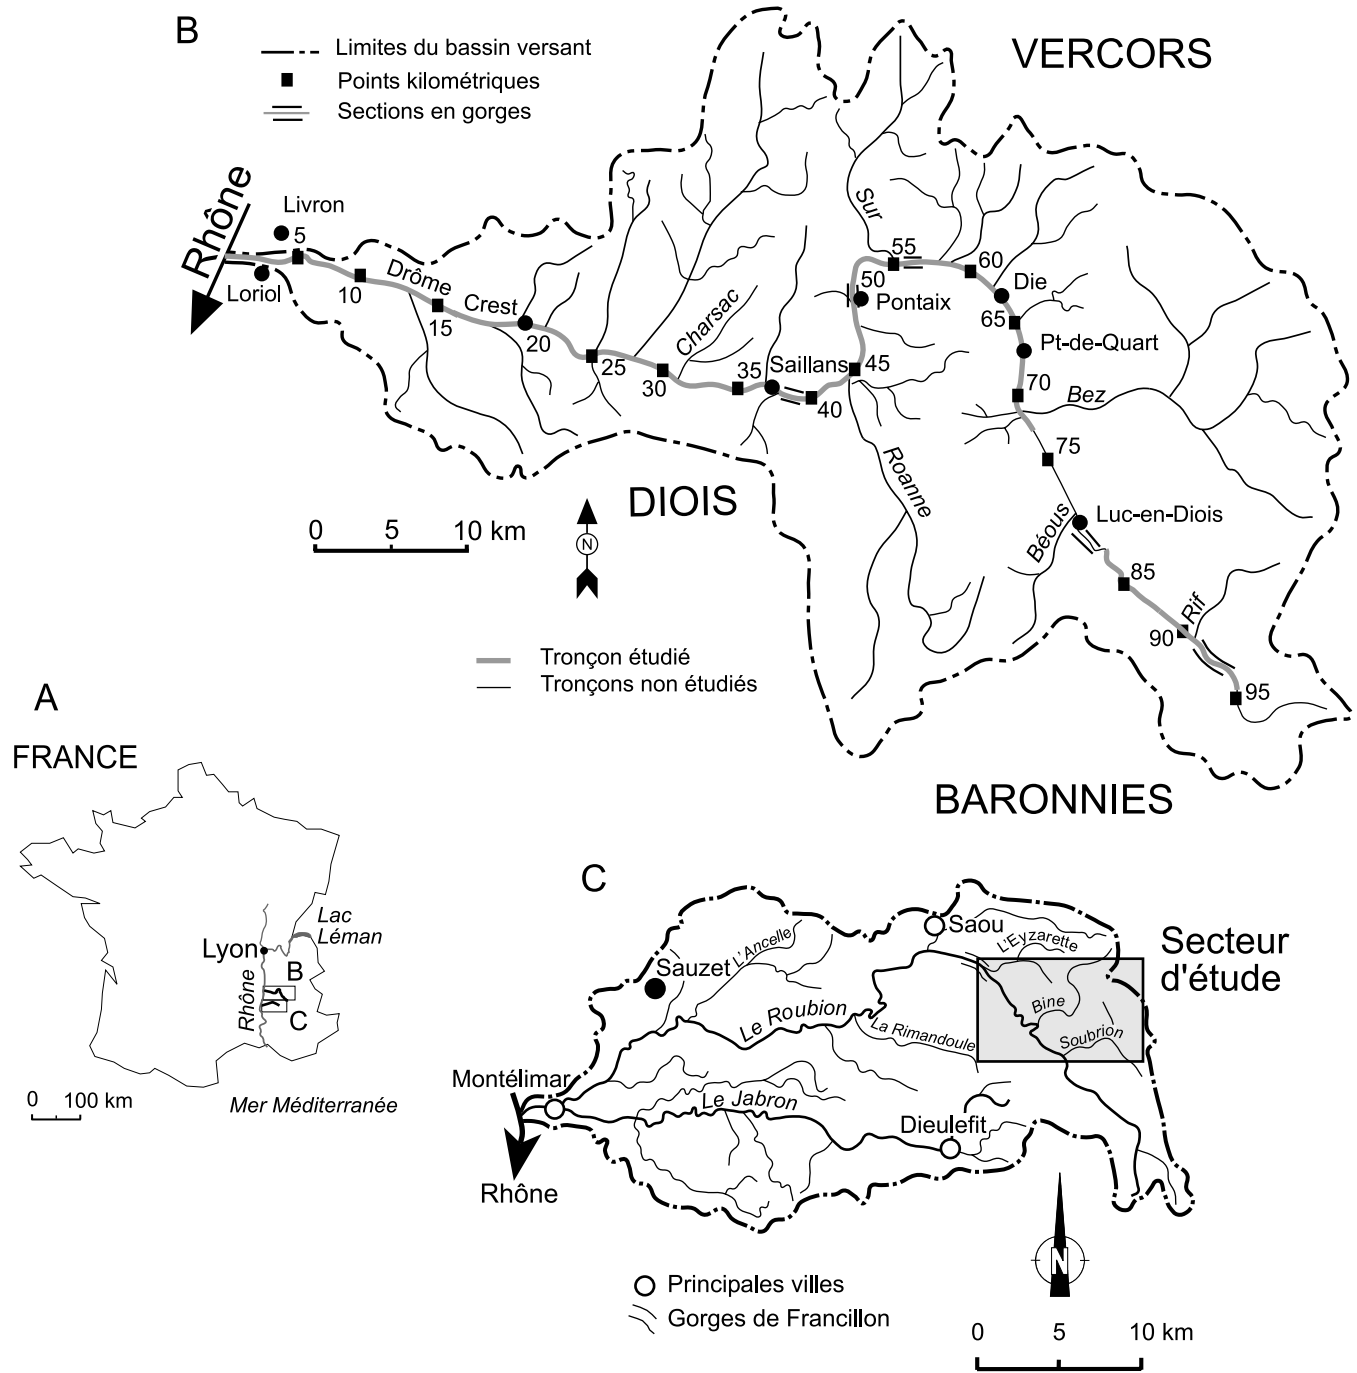 B
Limites du bassin versant
Points kilométriques
Sections en gorges
VERCORS
Rhône
Livron
5
Loriol
10
Drôme
15
Crest
20
25
30
Charsac
35
Saillans
40
45
Sur
50
Pontaix
55
60
Die
65
Pt-de-Quart
70
Bez
75
Roanne
Béous
Luc-en-Diois
85
Rif
90
95
DIOIS
0 5 10 km
N
Tronçon étudié
Tronçons non étudiés
BARONNIES
A
FRANCE
Lac
Léman
Lyon
B
Rhône
C
0 100 km
Mer Méditerranée
C
Saou
L'Eyzarette
L'Ancelle
Sauzet
Secteur
d'étude
Bine
Le Roubion
La Rimandoule
Soubrion
Montélimar
Le Jabron
Dieulefit
Rhône
N
Principales villes
Gorges de Francillon
0 5 10 km